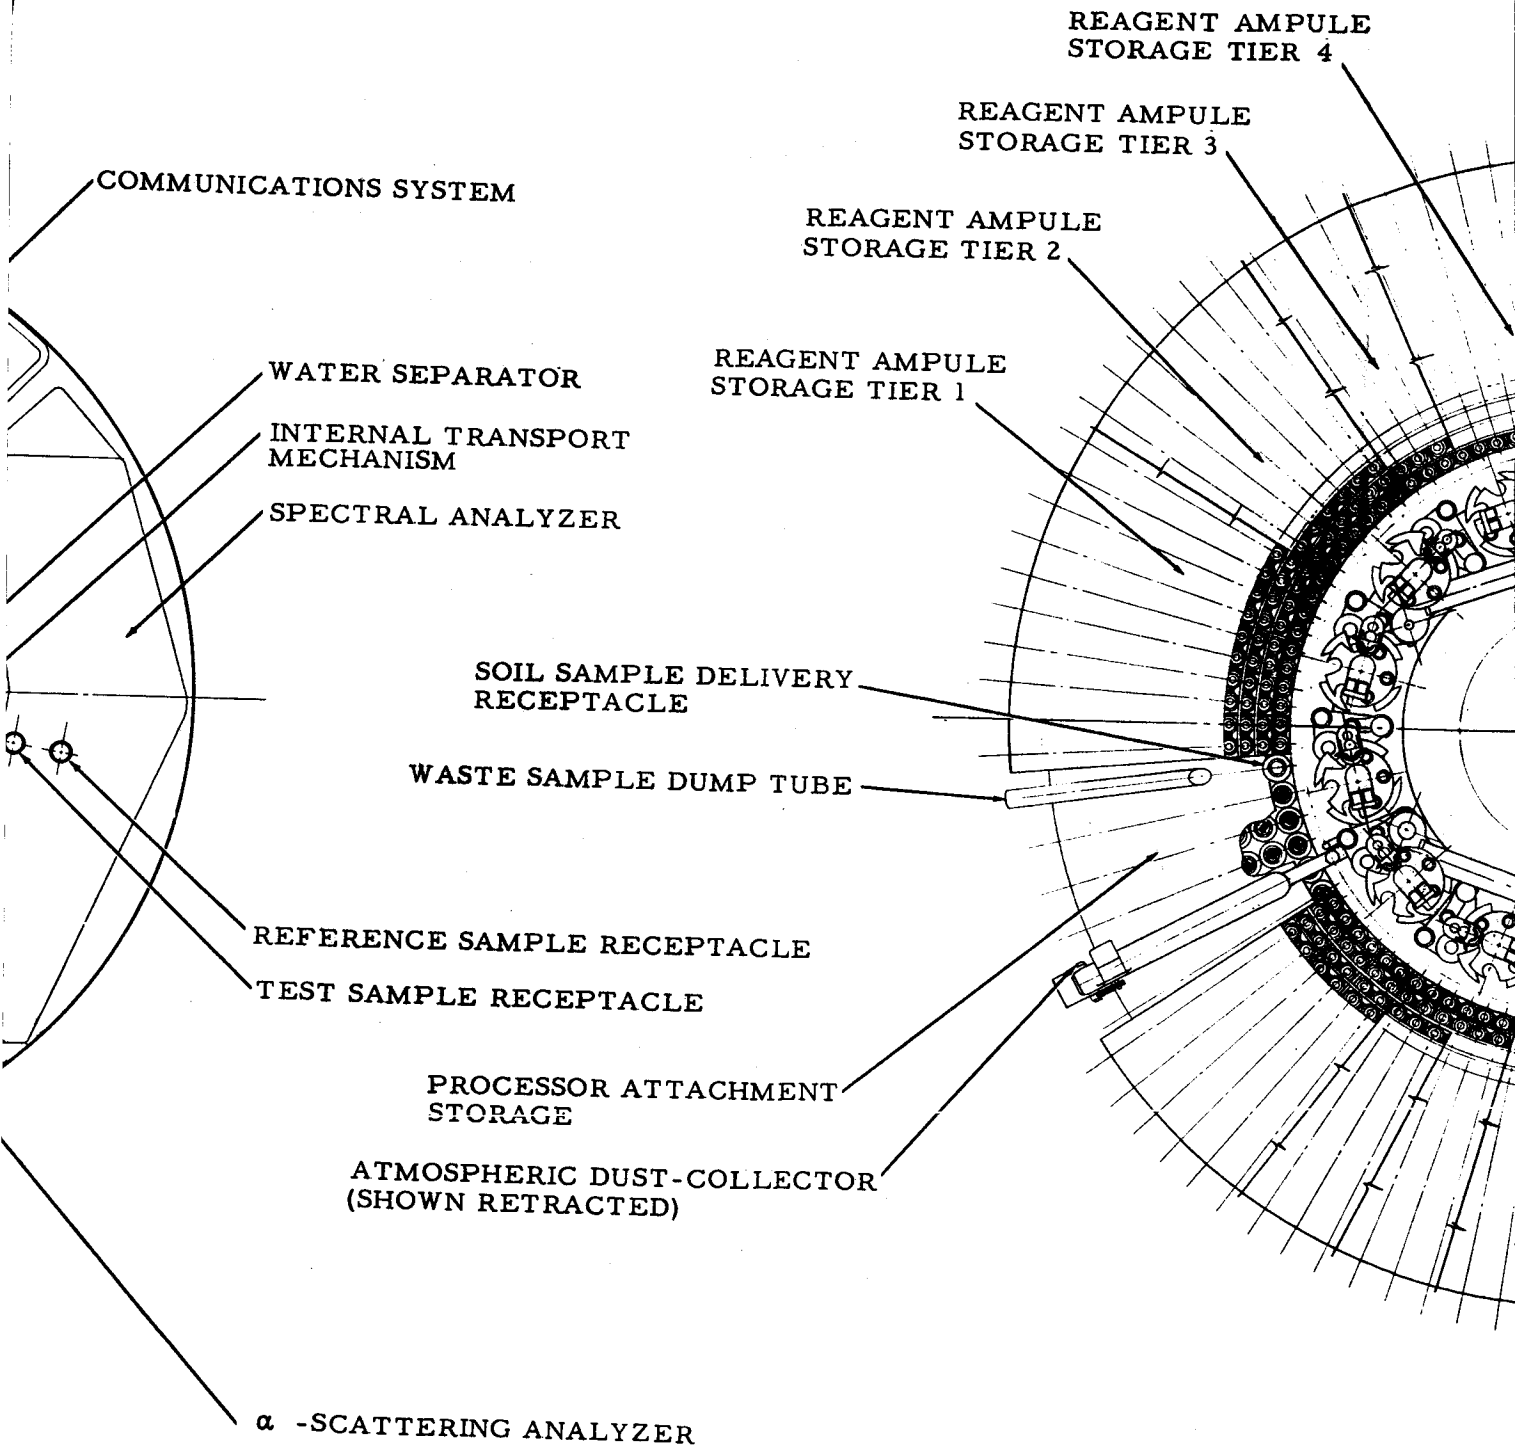 REAGENT AMPULE
STORAGE TIER 4
REAGENT AMPULE
STORAGE TIER 3
COMMUNICATIONS SYSTEM
REAGENT AMPULE
STORAGE TIER 2
REAGENT AMPULE
STORAGE TIER 1
WATER SEPARATOR
INTERNAL TRANSPORT
MECHANISM
SPECTRAL ANALYZER
SOIL SAMPLE DELIVERY
RECEPTACLE
WASTE SAMPLE DUMP TUBE
REFERENCE SAMPLE RECEPTACLE
TEST SAMPLE RECEPTACLE
PROCESSOR ATTACHMENT
STORAGE
ATMOSPHERIC DUST-COLLECTOR
(SHOWN RETRACTED)
α -SCATTERING ANALYZER